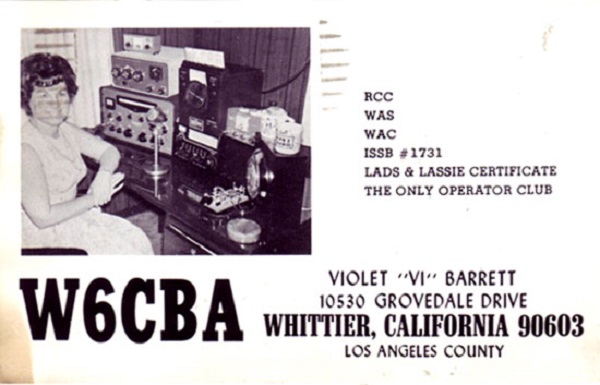 RCC
WAS
WAC
ISSB #1731
LADS & LASSIE CERTIFICATE
THE ONLY OPERATOR CLUB
W6CBA
VIOLET "VI" BARRETT
10530 GROVEDALE DRIVE
WHITTIER, CALIFORNIA 90603
LOS ANGELES COUNTY